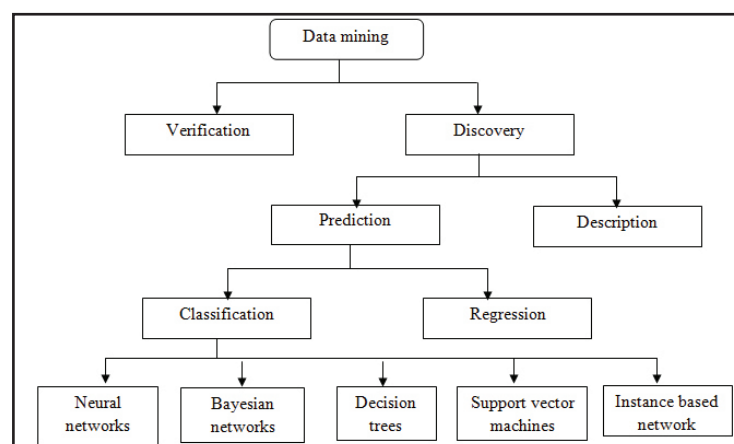 Data mining
Verification
Discovery
Prediction
Description
Classification
Regression
Neural
networks
Bayesian
networks
Decision
trees
Support vector
machines
Instance based
network